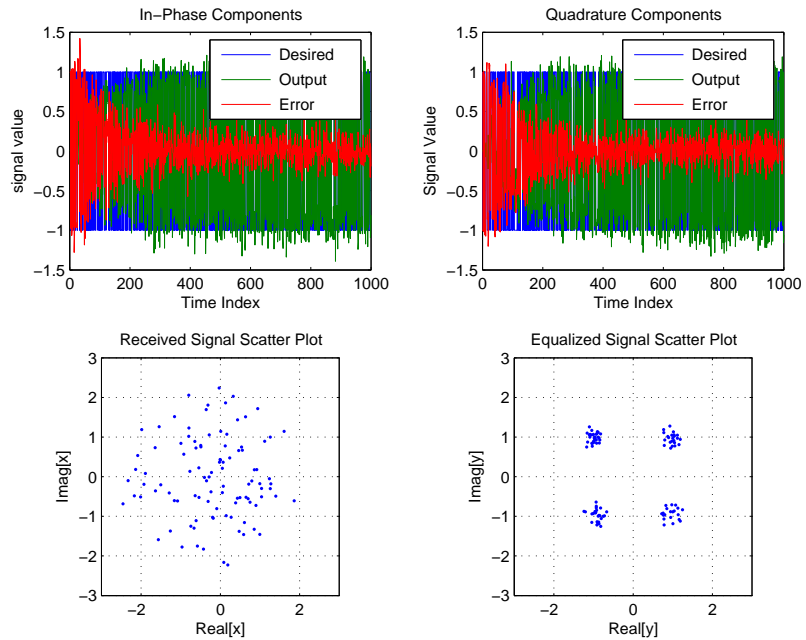 In−Phase Components
1.5
1
0.5
0
−0.5
−1
−1.5
signal value
Desired
Output
Error
0 200 400 600 800 1000
Time Index
Quadrature Components
1.5
1
0.5
0
−0.5
−1
−1.5
Signal Value
Desired
Output
Error
0 200 400 600 800 1000
Time Index
Received Signal Scatter Plot
3
2
1
0
−1
−2
−3
Imag[x]
−2 0 2
Real[x]
Equalized Signal Scatter Plot
3
2
1
0
−1
−2
−3
Imag[y]
−2 0 2
Real[y]